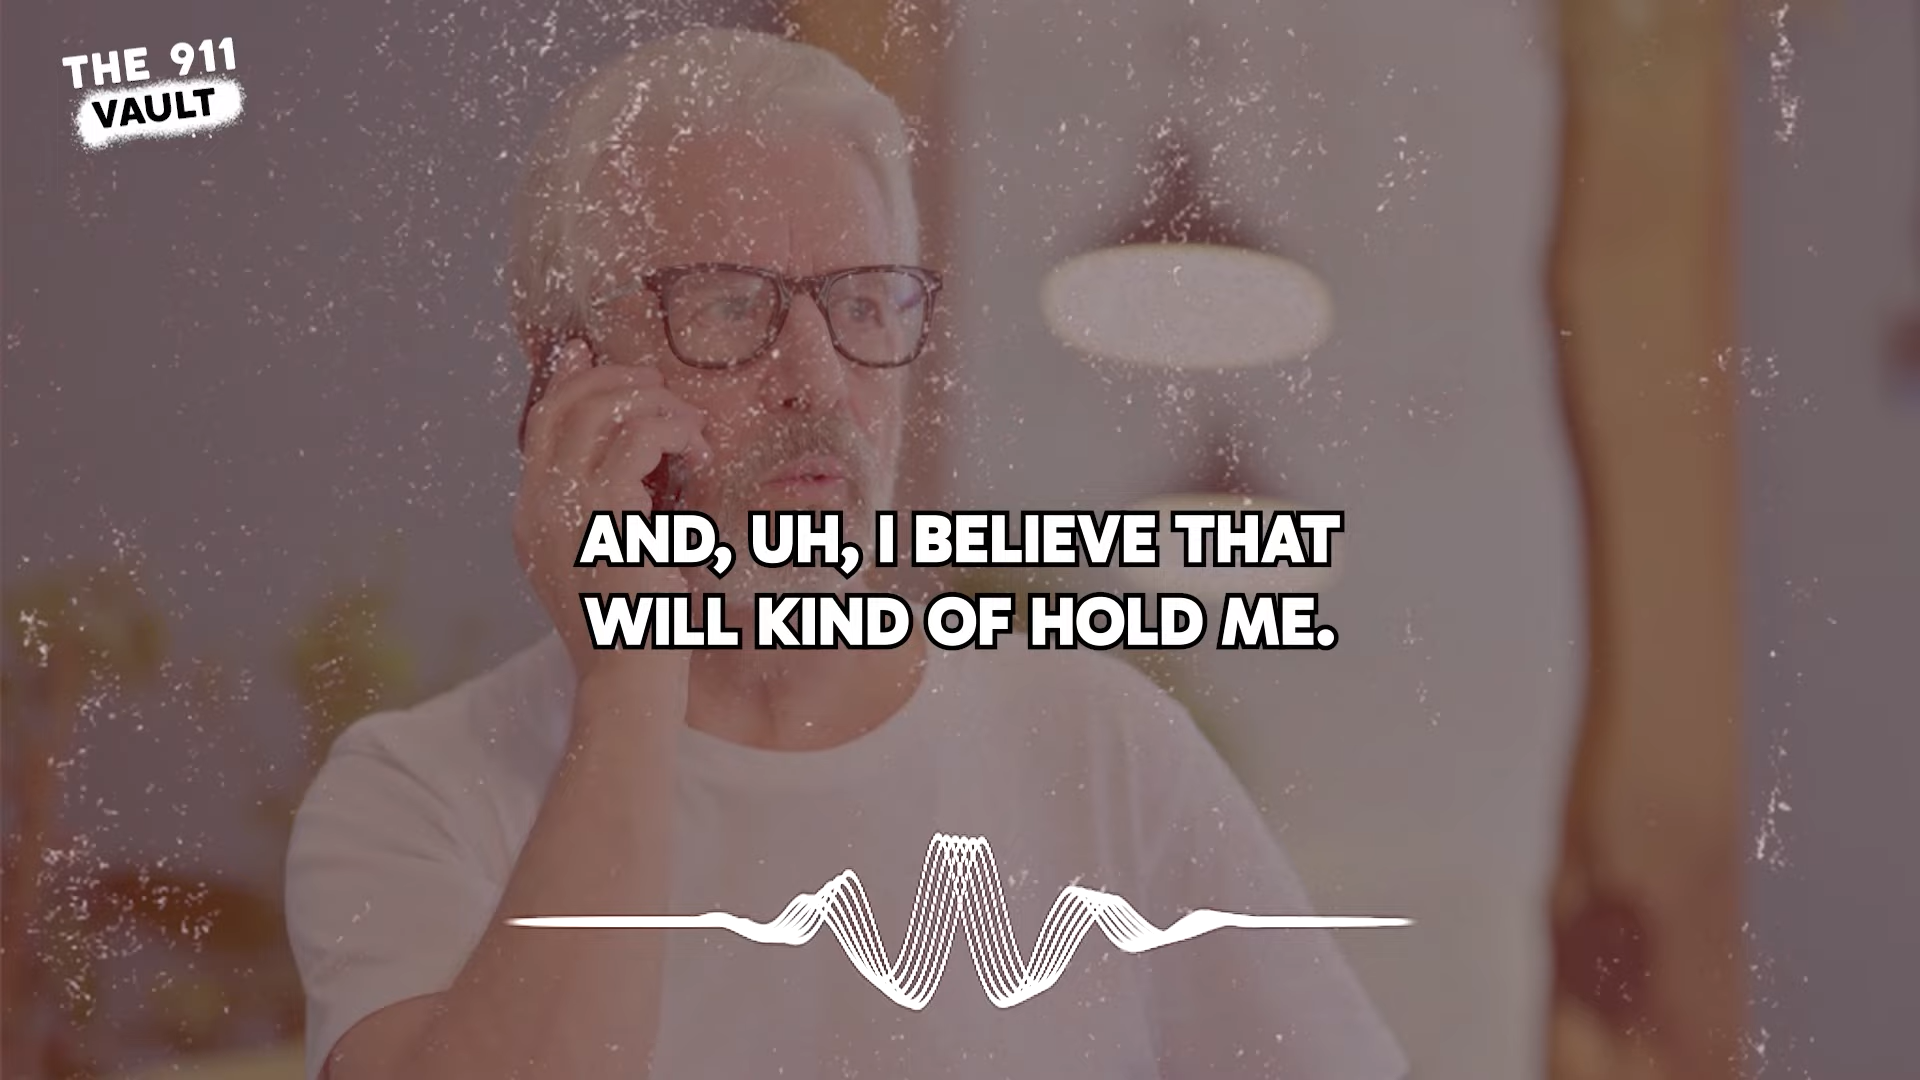 THE 911
VAULT
AND, UH, I BELIEVE THAT
WILL KIND OF HOLD ME.